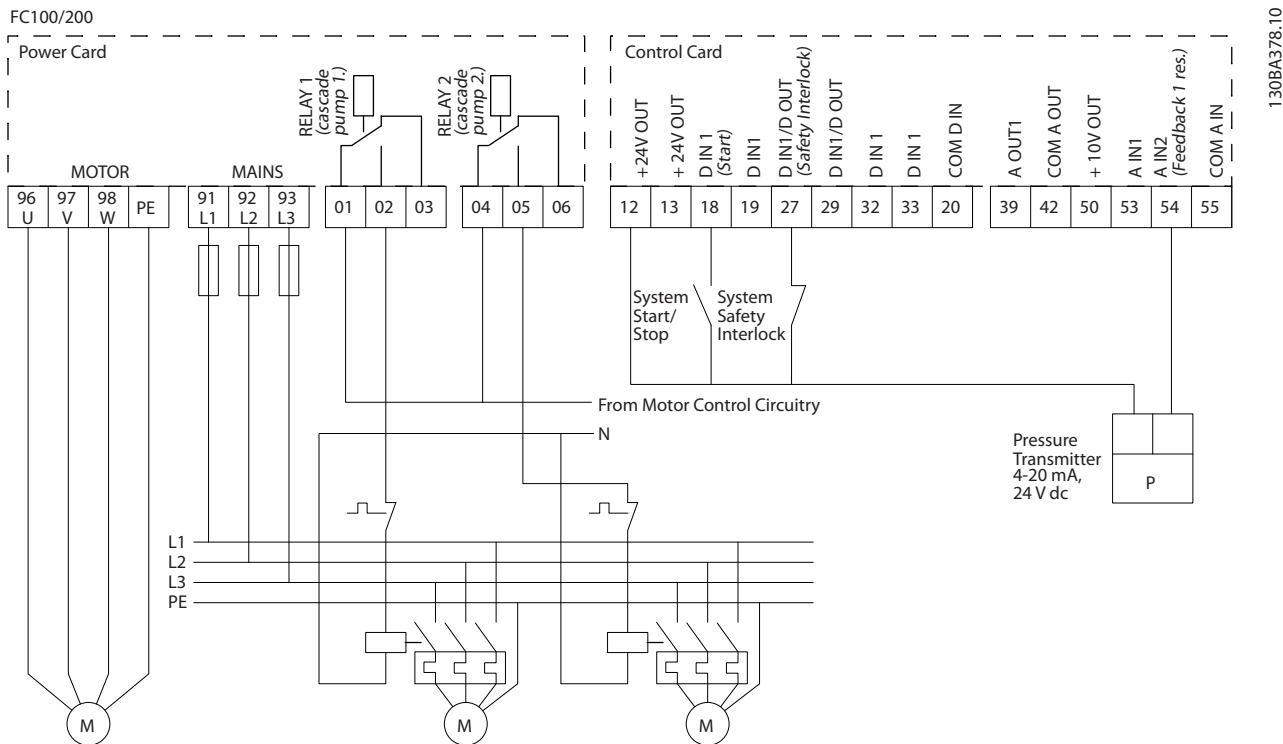 FC100/200
130BA378.10
Power Card
Control Card
RELAY 1
(cascade
pump 1.)
RELAY 2
(cascade
pump 2.)
+24V OUT
+ 24V OUT
D IN 1
(Start)
D IN1
D IN1/D OUT
(Safety Interlock)
D IN1/D OUT
D IN 1
D IN 1
COM D IN
A OUT1
COM A OUT
+ 10V OUT
A IN1
A IN2
(Feedback 1 res.)
COM A IN
MOTOR
MAINS
96 97 98 PE
U V W
91 92 93
L1 L2 L3
01 02 03
04 05 06
12 13 18 19 27 29 32 33 20
39 42 50 53 54 55
System
Start/
Stop
System
Safety
Interlock
From Motor Control Circuitry
N
Pressure
Transmitter
4-20 mA,
24 V dc
P
L1
L2
L3
PE
M
M
M